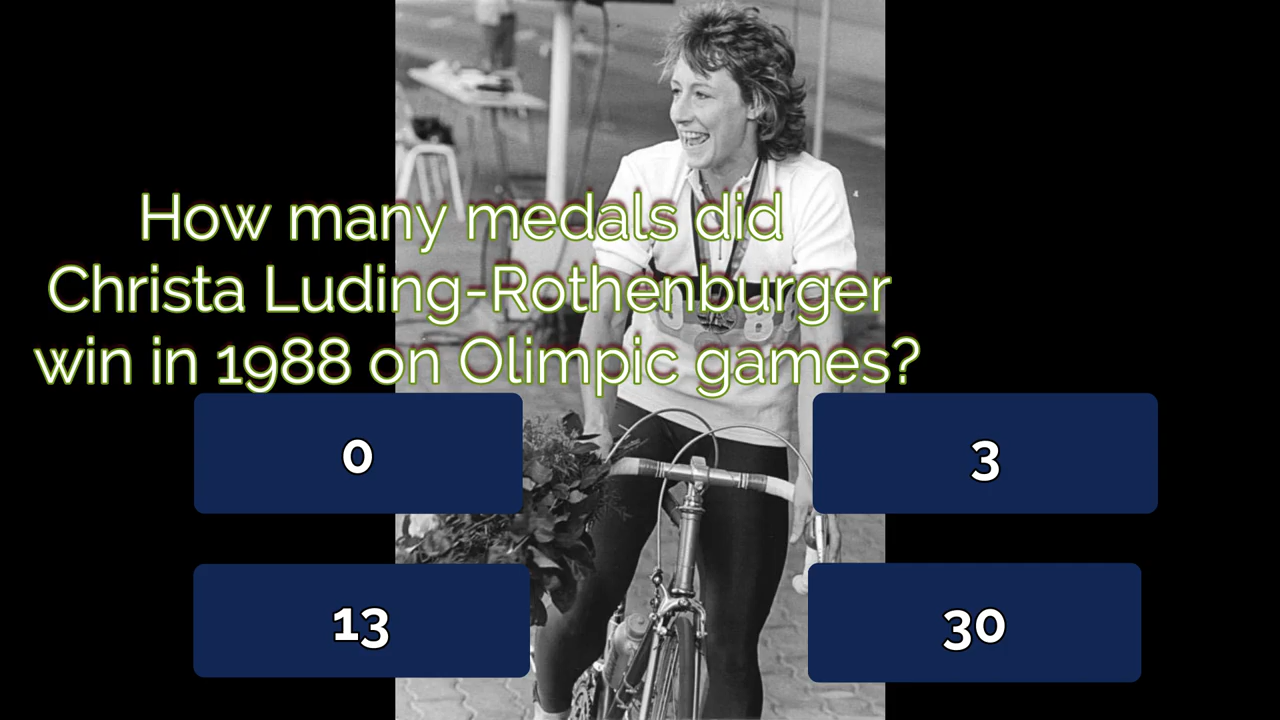 How many medals did
Christa Luding-Rothenburger
win in 1988 on Olimpic games?
0
3
13
30